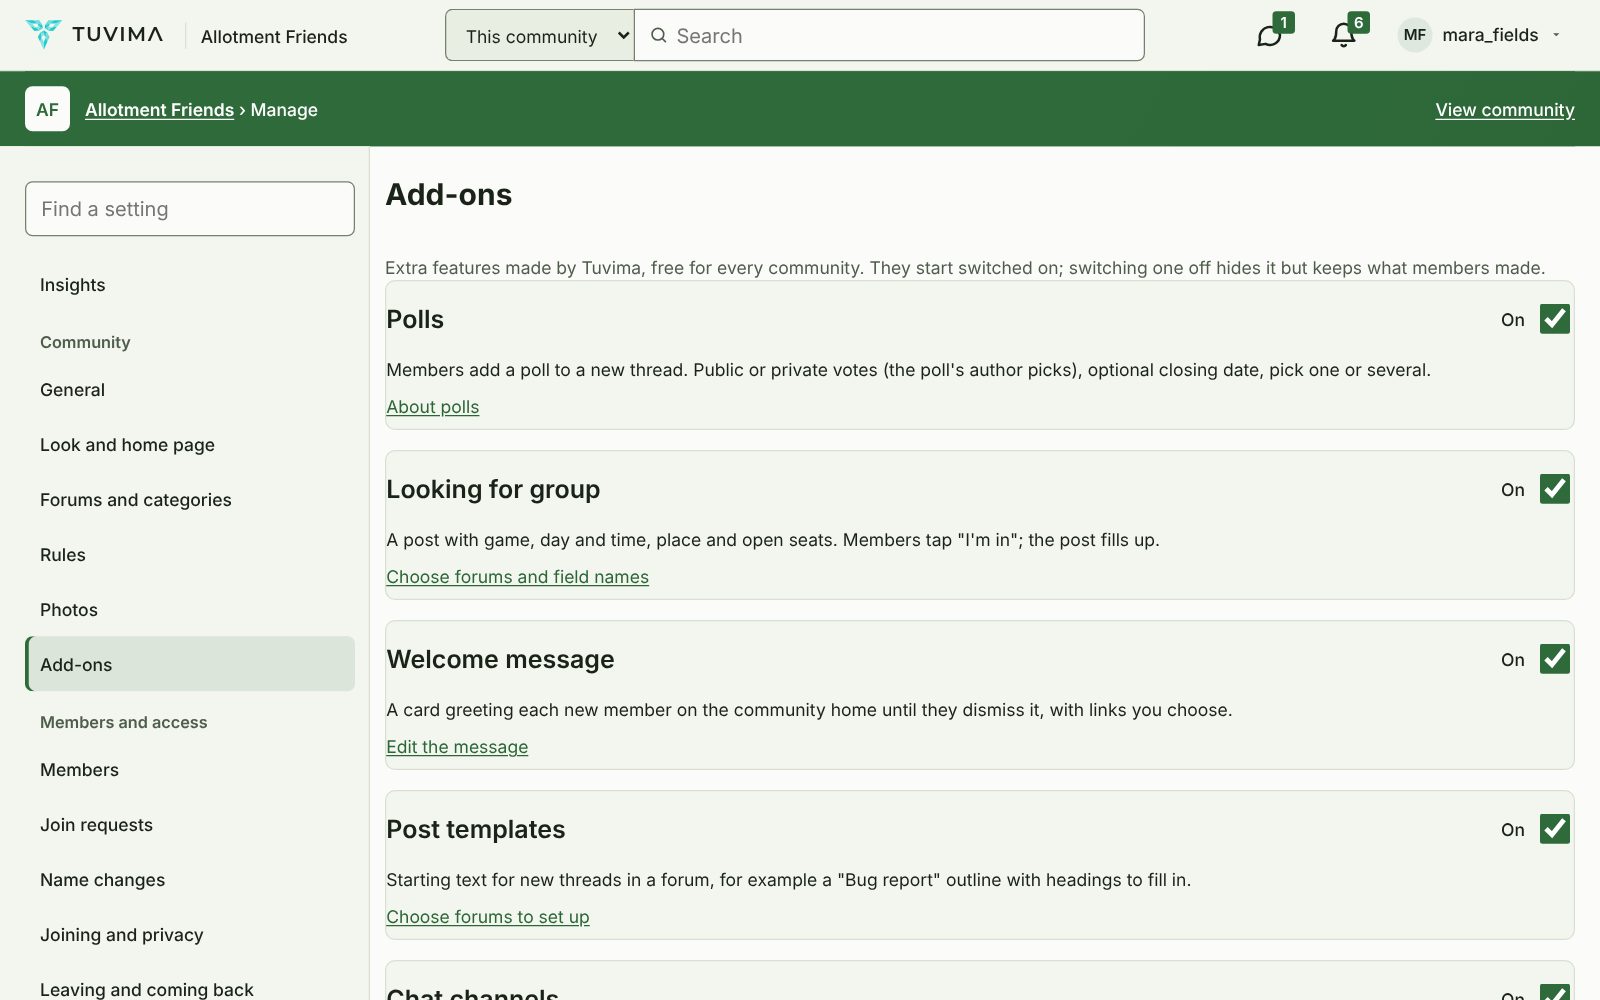 TUVIMA
Allotment Friends
This community
Search
1
6
MF
mara_fields
AF
Allotment Friends › Manage
View community
Find a setting
Insights
Community
General
Look and home page
Forums and categories
Rules
Photos
Add-ons
Members and access
Members
Join requests
Name changes
Joining and privacy
Leaving and coming back
Add-ons
Extra features made by Tuvima, free for every community. They start switched on; switching one off hides it but keeps what members made.
Polls
On
Members add a poll to a new thread. Public or private votes (the poll's author picks), optional closing date, pick one or several.
About polls
Looking for group
On
A post with game, day and time, place and open seats. Members tap "I'm in"; the post fills up.
Choose forums and field names
Welcome message
On
A card greeting each new member on the community home until they dismiss it, with links you choose.
Edit the message
Post templates
On
Starting text for new threads in a forum, for example a "Bug report" outline with headings to fill in.
Choose forums to set up
Chat channels
On